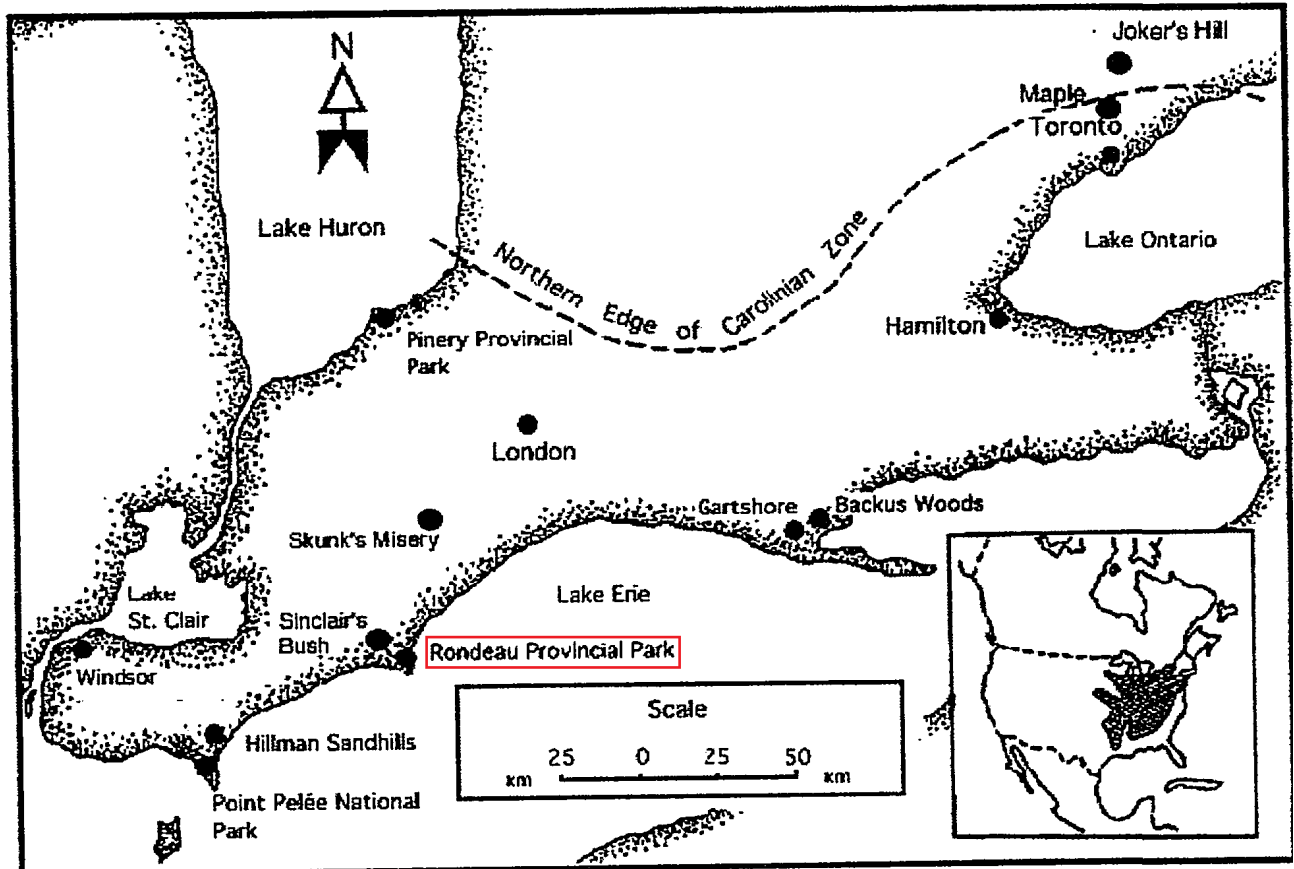 N
Joker's Hill
Maple
Toronto
Lake Huron
Lake Ontario
Northern Edge of Carolinian Zone
Hamilton
Pinery Provincial
Park
London
Gartshore
Backus Woods
Skunk's Misery
Lake
St. Clair
Lake Erie
Sinclair's
Bush
Rondeau Provincial Park
Windsor
Hillman Sandhills
Point Pelée National
Park
Scale
25 0 25 50
км км